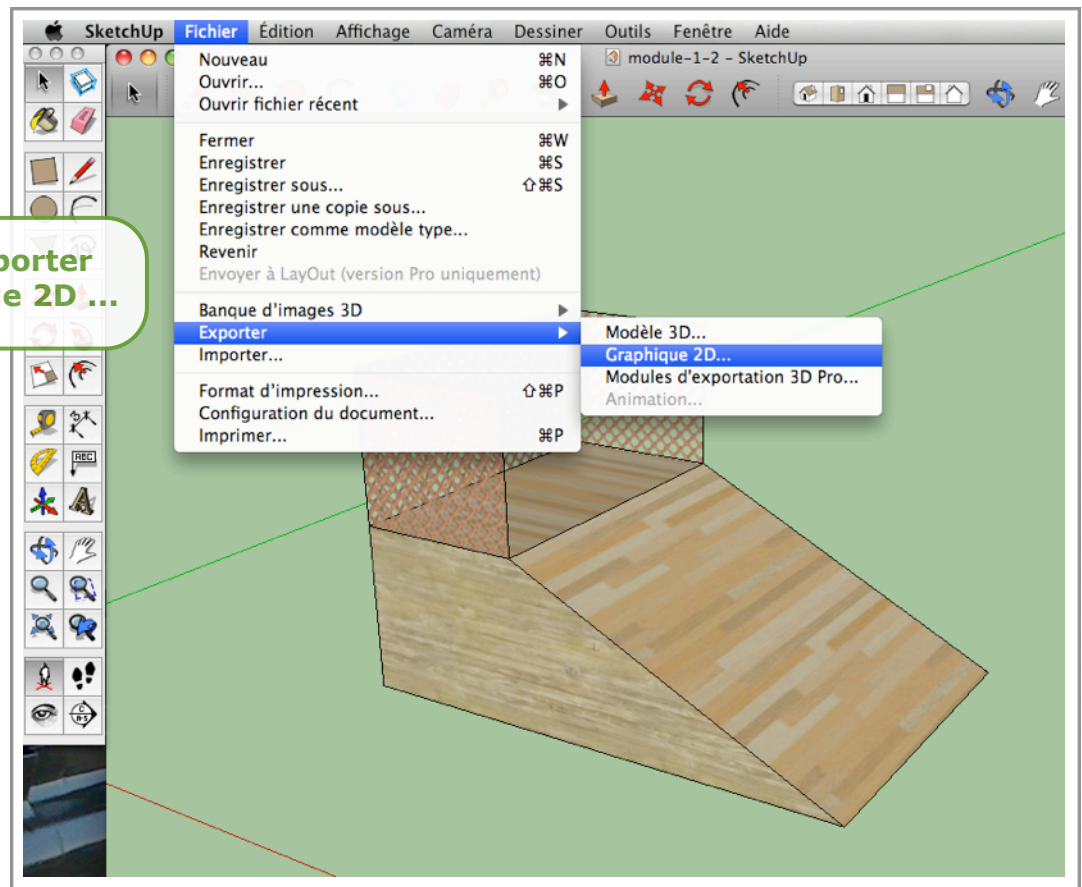 SketchUp Fichier Édition Affichage Caméra Dessiner Outils Fenêtre Aide
module-1-2 - SketchUp
Nouveau ⌘N
Ouvrir... ⌘O
Ouvrir fichier récent
Fermer ⌘W
Enregistrer ⌘S
Enregistrer sous... ⇧⌘S
Enregistrer une copie sous...
Enregistrer comme modèle type...
Revenir
Envoyer à LayOut (version Pro uniquement)
Banque d'images 3D
Exporter
Importer...
Format d'impression... ⇧⌘P
Configuration du document...
Imprimer... ⌘P
Modèle 3D...
Graphique 2D...
Modules d'exportation 3D Pro...
Animation...
porter
e 2D ...
ABC